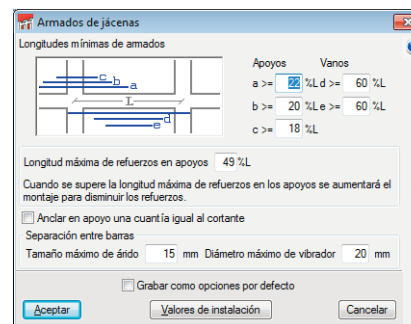 Armados de jácenas
Longitudes mínimas de armados
Apoyos Vanos
c
b
a
L
d
e
a >= 22 %L d >= 60 %L
b >= 20 %L e >= 60 %L
c >= 18 %L
Longitud máxima de refuerzos en apoyos 49 %L
Cuando se supere la longitud máxima de refuerzos en los apoyos se aumentará el
montaje para disminuir los refuerzos.
Anclar en apoyo una cuantía igual al cortante
Separación entre barras
Tamaño máximo de árido 15 mm Diámetro máximo de vibrador 20 mm
Grabar como opciones por defecto
Aceptar Valores de instalación Cancelar